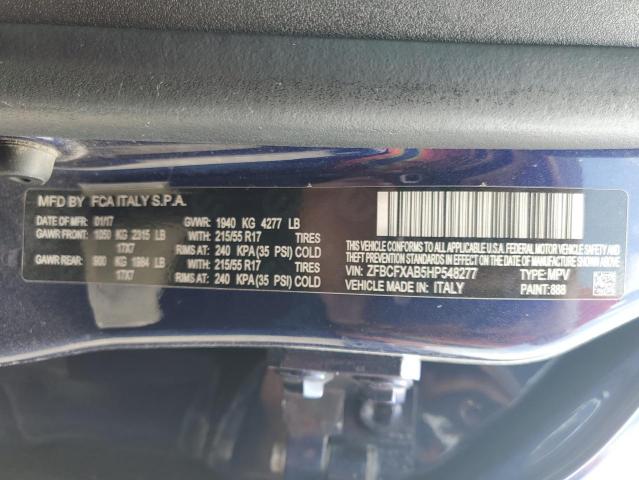 MFD BY FCA ITALY S.P.A.
DATE OF MFR: 01/17 GVWR: 1940 KG 4277 LB
GAWR FRONT: 1050 KG 2315 LB WITH: 215/55 R17 TIRES
17X7 RIMS AT: 240 KPA (35 PSI) COLD
GAWR REAR: 900 KG 1984 LB WITH: 215/55 R17 TIRES
17X7 RIMS AT: 240 KPA (35 PSI) COLD
THIS VEHICLE CONFORMS TO ALL APPLICABLE FEDERAL MOTOR VEHICLE
SAFETY, BUMPER, AND THEFT PREVENTION STANDARDS IN
EFFECT ON THE DATE OF MANUFACTURE SHOWN ABOVE.
VIN: ZFBCFXAB5HP548277 TYPE: MPV
VEHICLE MADE IN: ITALY PAINT: 888